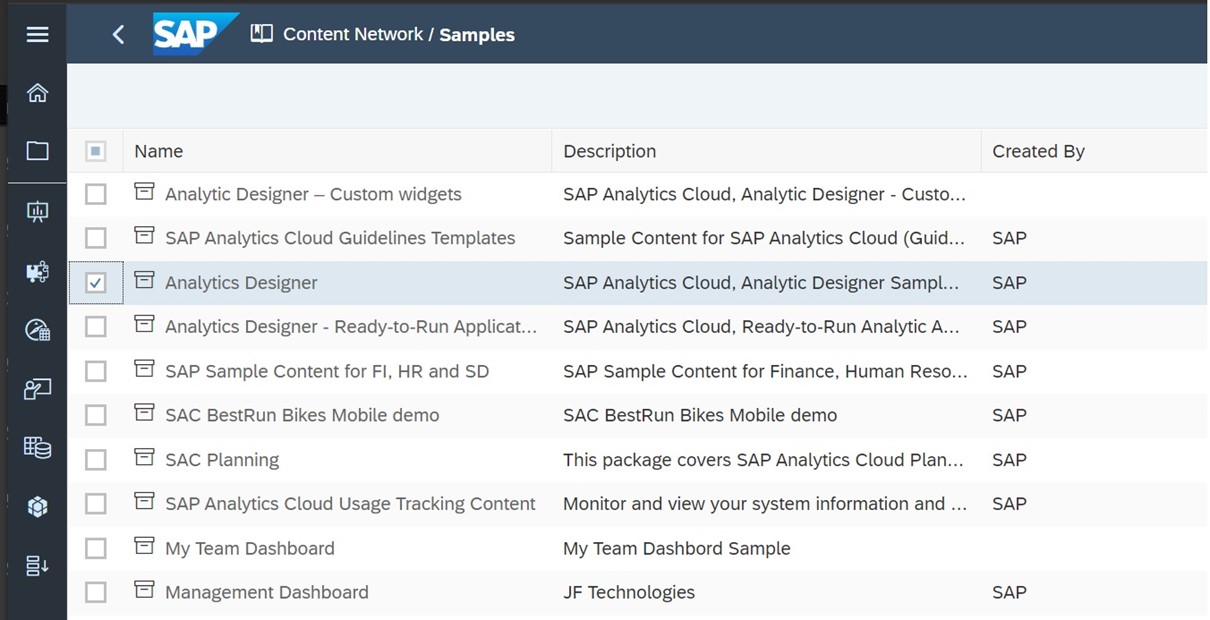 SAP Content Network / Samples
Name Description Created By
Analytic Designer – Custom widgets SAP Analytics Cloud, Analytic Designer - Custo...
SAP Analytics Cloud Guidelines Templates Sample Content for SAP Analytics Cloud (Guid... SAP
Analytics Designer SAP Analytics Cloud, Analytic Designer Sampl... SAP
Analytics Designer - Ready-to-Run Applicat... SAP Analytics Cloud, Ready-to-Run Analytic A... SAP
SAP Sample Content for FI, HR and SD SAP Sample Content for Finance, Human Reso... SAP
SAC BestRun Bikes Mobile demo SAC BestRun Bikes Mobile demo SAP
SAC Planning This package covers SAP Analytics Cloud Plan... SAP
SAP Analytics Cloud Usage Tracking Content Monitor and view your system information and ... SAP
My Team Dashboard My Team Dashbord Sample
Management Dashboard JF Technologies SAP